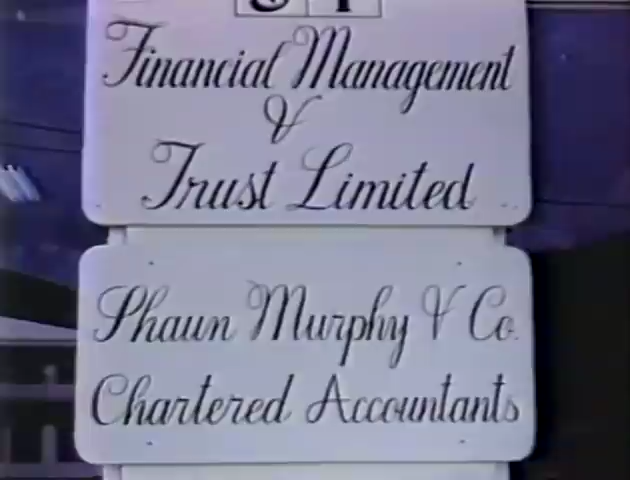 Financial Management
&
Trust Limited
Shaun Murphy & Co.
Chartered Accountants